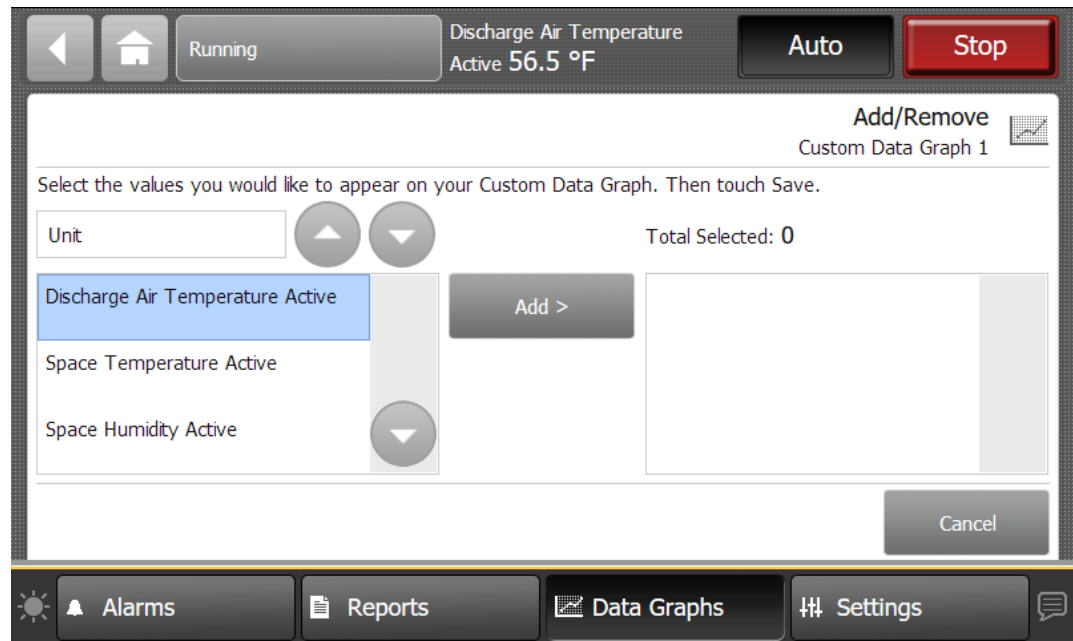 Running
Discharge Air Temperature
Active 56.5 °F
Auto
Stop
Add/Remove
Custom Data Graph 1
Select the values you would like to appear on your Custom Data Graph. Then touch Save.
Unit
Total Selected: 0
Discharge Air Temperature Active
Add >
Space Temperature Active
Space Humidity Active
Cancel
Alarms
Reports
Data Graphs
Settings